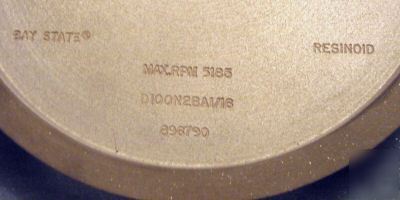 BAY STATE® RESINOID
MAX.RPM 5185
D100N2BA1/16
898790